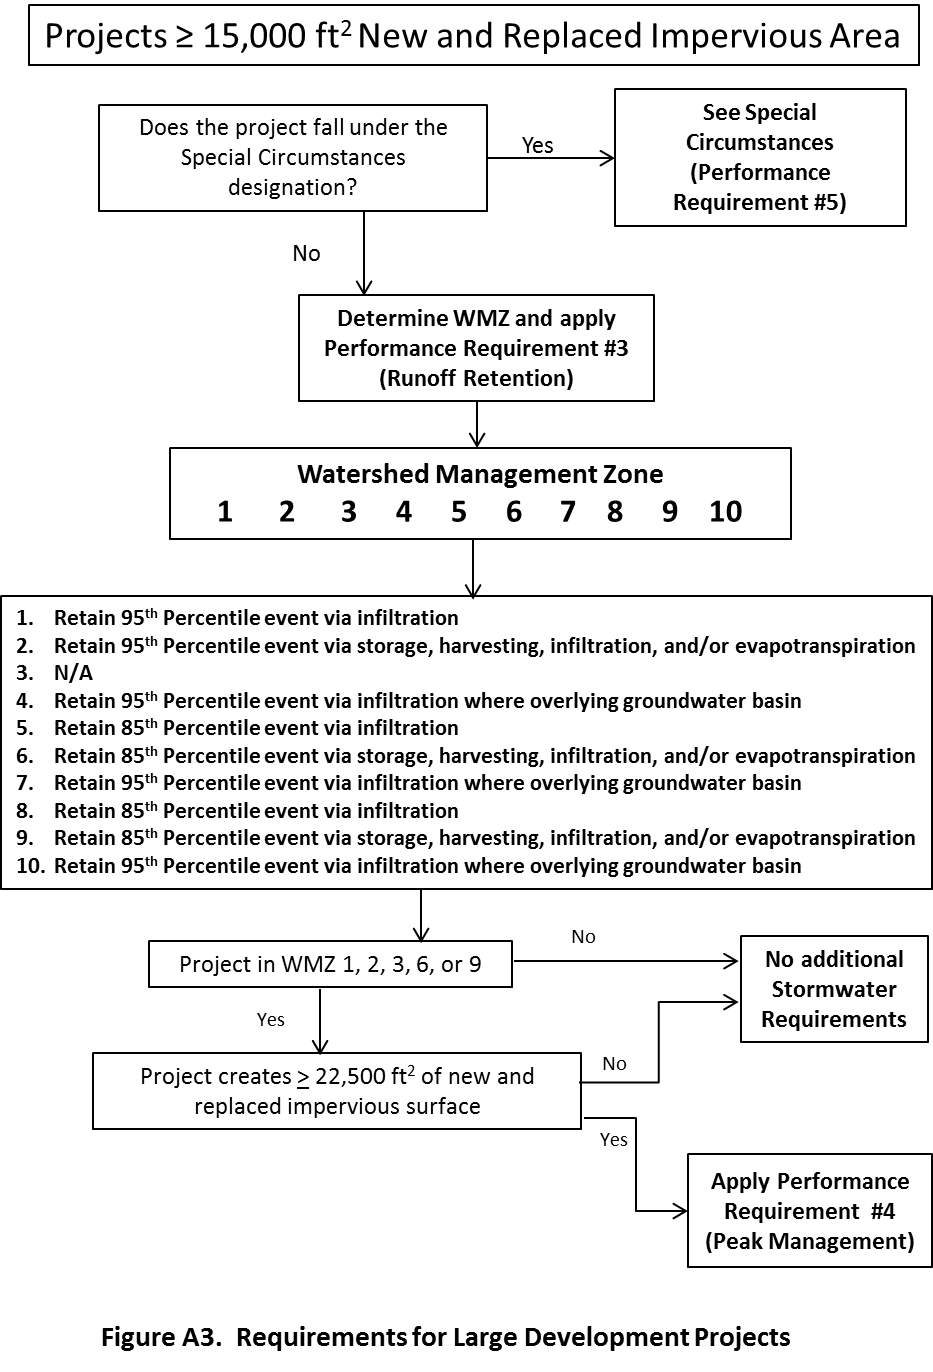 Projects ≥ 15,000 ft² New and Replaced Impervious Area
Does the project fall under the
Special Circumstances
designation?
Yes
See Special
Circumstances
(Performance
Requirement #5)
No
Determine WMZ and apply
Performance Requirement #3
(Runoff Retention)
Watershed Management Zone
1 2 3 4 5 6 7 8 9 10
1. Retain 95th Percentile event via infiltration
2. Retain 95th Percentile event via storage, harvesting, infiltration, and/or evapotranspiration
3. N/A
4. Retain 95th Percentile event via infiltration where overlying groundwater basin
5. Retain 85th Percentile event via infiltration
6. Retain 85th Percentile event via storage, harvesting, infiltration, and/or evapotranspiration
7. Retain 95th Percentile event via infiltration where overlying groundwater basin
8. Retain 85th Percentile event via infiltration
9. Retain 85th Percentile event via storage, harvesting, infiltration, and/or evapotranspiration
10. Retain 95th Percentile event via infiltration where overlying groundwater basin
Project in WMZ 1, 2, 3, 6, or 9
No
No additional
Stormwater
Requirements
Yes
Project creates ≥ 22,500 ft² of new and
replaced impervious surface
No
Yes
Apply Performance
Requirement #4
(Peak Management)
Figure A3. Requirements for Large Development Projects